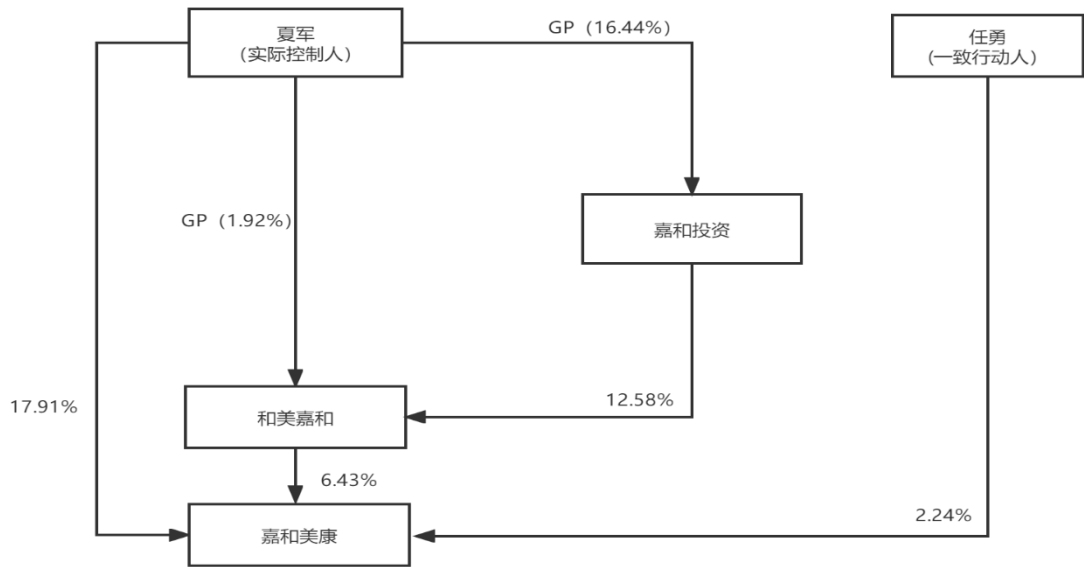 夏军
（实际控制人）
GP（16.44%）
任勇
(一致行动人）
GP（1.92%）
嘉和投资
17.91%
12.58%
和美嘉和
6.43%
嘉和美康
2.24%